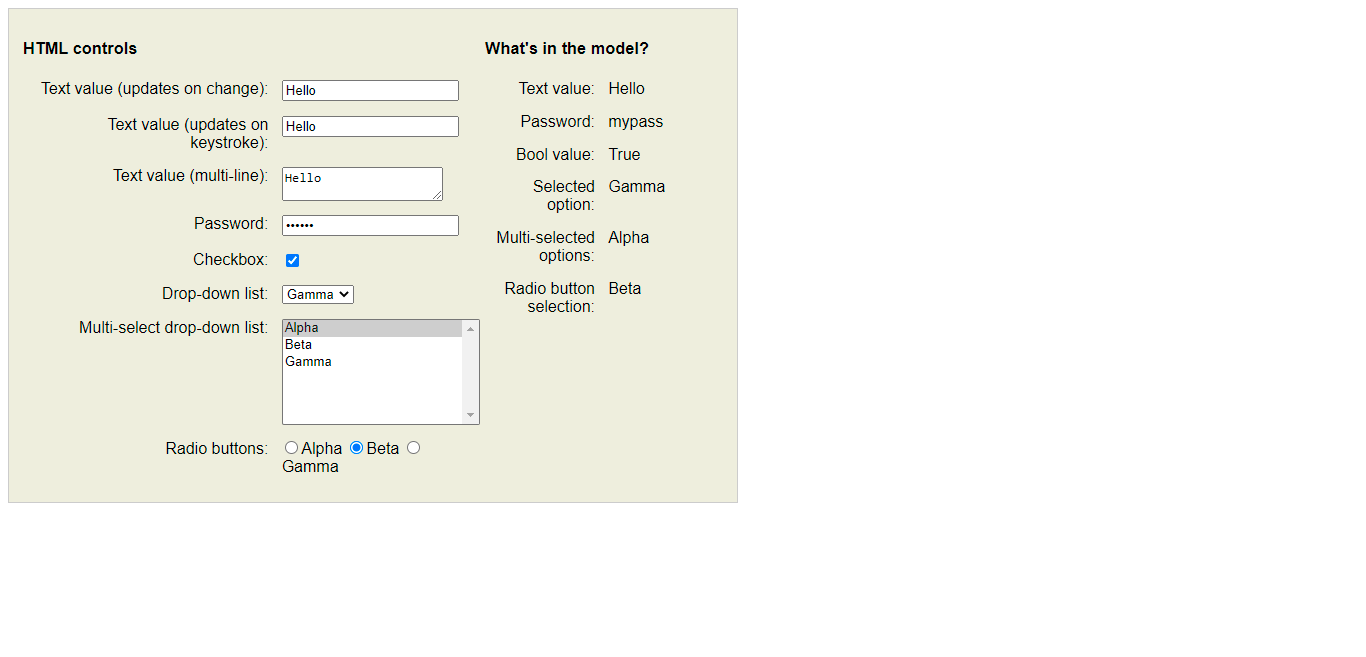 HTML controls
Text value (updates on change): Hello
Text value (updates on
keystroke): Hello
Text value (multi-line): Hello
Password: ••••••
Checkbox:
Drop-down list: Gamma
Multi-select drop-down list: Alpha
Beta
Gamma
Radio buttons: Alpha Beta
Gamma
What's in the model?
Text value: Hello
Password: mypass
Bool value: True
Selected
option: Gamma
Multi-selected
options: Alpha
Radio button
selection: Beta